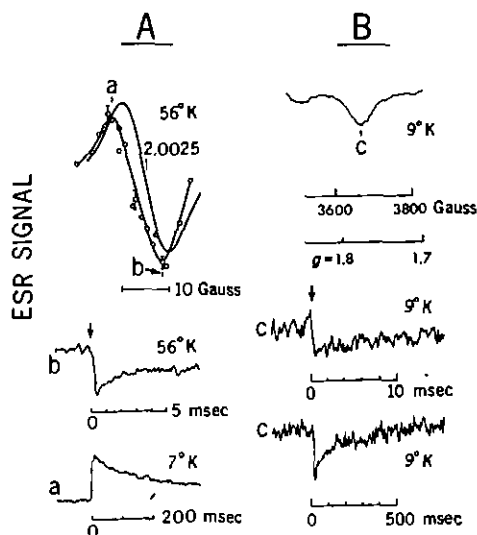 A
B
a
56°K
2.0025
b
10 Gauss
ESR SIGNAL
9°K
C
3600 3800 Gauss
g=1.8 1.7
b
56°K
0 5 msec
a
7°K
0 200 msec
C
9°K
0 10 msec
C
9°K
0 500 msec